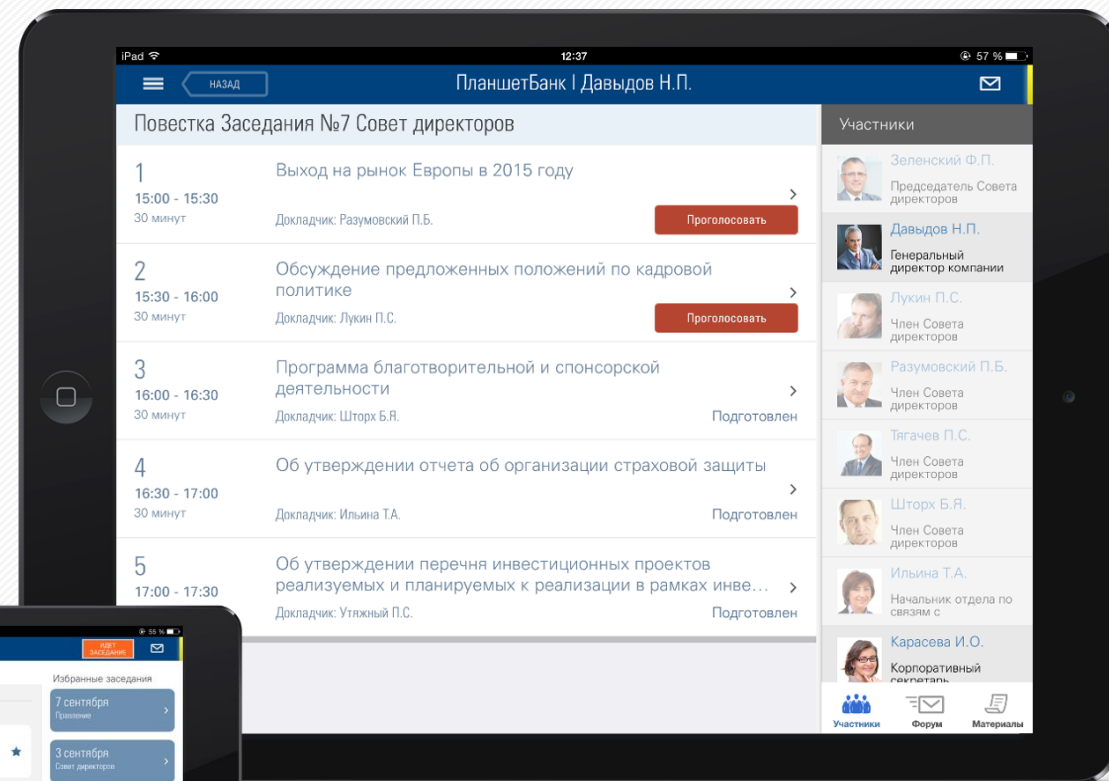 iPad 12:37 57 %
НАЗАД ПланшетБанк | Давыдов Н.П.
Повестка Заседания №7 Совет директоров
1
15:00 - 15:30
30 минут
Выход на рынок Европы в 2015 году
Докладчик: Разумовский П.Б.
Проголосовать
2
15:30 - 16:00
30 минут
Обсуждение предложенных положений по кадровой
политике
Докладчик: Лукин П.С.
Проголосовать
3
16:00 - 16:30
30 минут
Программа благотворительной и спонсорской
деятельности
Докладчик: Шторх Б.Я.
Подготовлен
4
16:30 - 17:00
30 минут
Об утверждении отчета об организации страховой защиты
Докладчик: Ильина Т.А.
Подготовлен
5
17:00 - 17:30
Об утверждении перечня инвестиционных проектов
реализуемых и планируемых к реализации в рамках инве...
Докладчик: Утяжный П.С.
Подготовлен
Участники
Зеленский Ф.П.
Председатель Совета
директоров
Давыдов Н.П.
Генеральный
директор компании
Лукин П.С.
Член Совета
директоров
Разумовский П.Б.
Член Совета
директоров
Тягачев П.С.
Член Совета
директоров
Шторх Б.Я.
Член Совета
директоров
Ильина Т.А.
Начальник отдела по
связям с
Карасева И.О.
Корпоративный
секретарь
Участники Форум Материалы
55 %
ИДЕТ
ЗАСЕДАНИЕ
Избранные заседания
7 сентября
Правление
3 сентября
Совет директоров